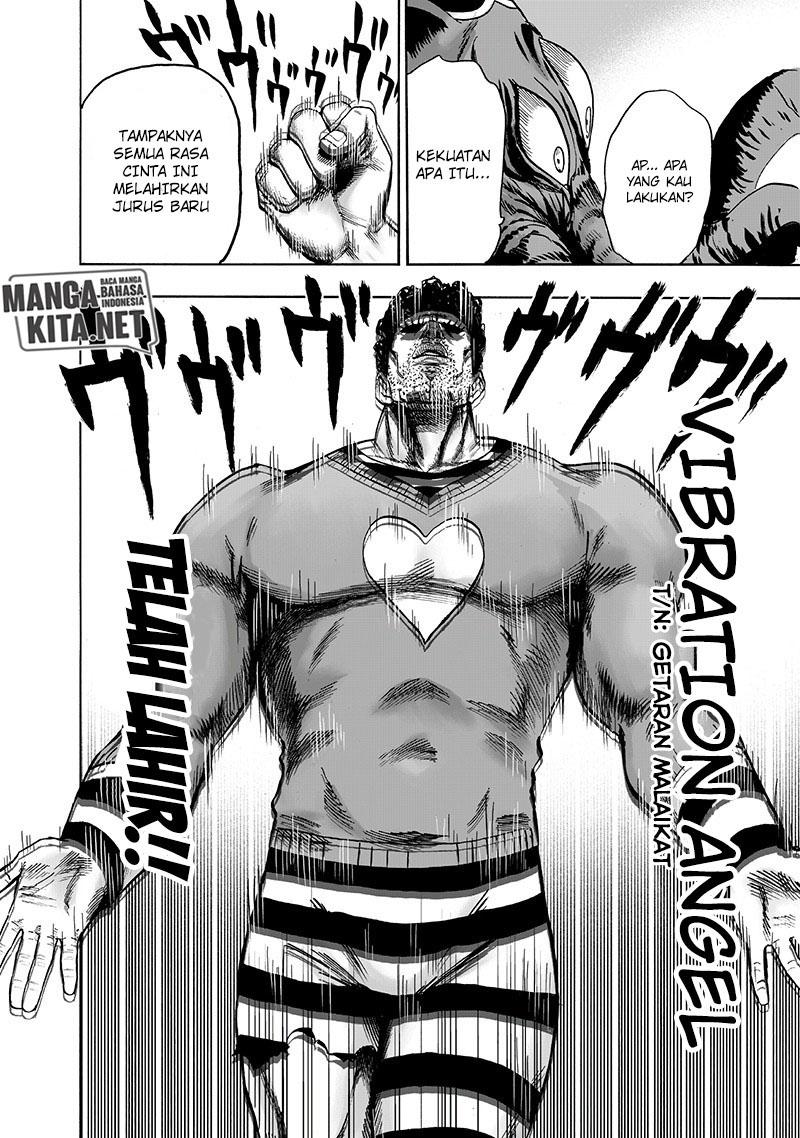 AP... APA
YANG KAU
LAKUKAN?
KEKUATAN
APA ITU...
ヴヴヴヴヴヴ
TAMPAKNYA
SEMUA RASA
CINTA INI
MELAHIRKAN
JURUS BARU
MANGA
KITA.NET
BACA MANGA
BAHASA
INDONESIA
ヴヴヴヴヴヴ
VIBRATION ANGEL
T/N: GETARAN MALAIKAT
TELAH LAHIR!!